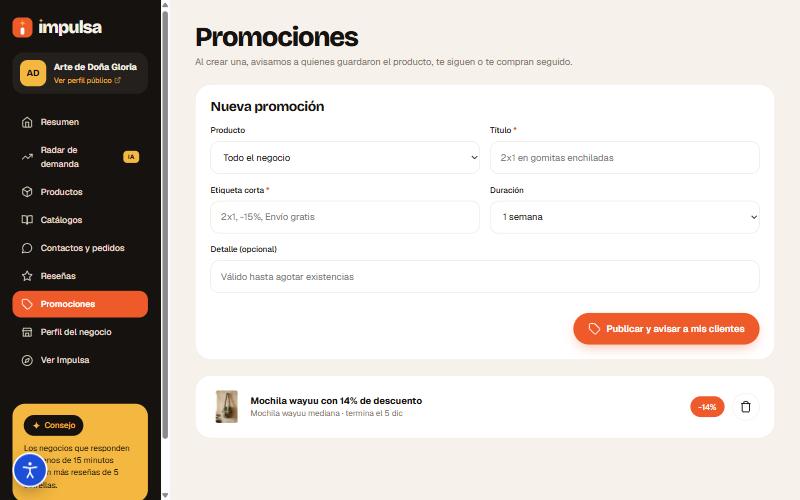 impulsa
AD
Arte de Doña Gloria
Ver perfil público
Resumen
Radar de
demanda
IA
Productos
Catálogos
Contactos y pedidos
Reseñas
Promociones
Perfil del negocio
Ver Impulsa
Consejo
Los negocios que responden
de 15 minutos
más reseñas de 5
Promociones
Al crear una, avisamos a quienes guardaron el producto, te siguen o te compran seguido.
Nueva promoción
Producto
Todo el negocio
Título *
2x1 en gomitas enchiladas
Etiqueta corta *
2x1, -15%, Envío gratis
Duración
1 semana
Detalle (opcional)
Válido hasta agotar existencias
Publicar y avisar a mis clientes
Mochila wayuu con 14% de descuento
Mochila wayuu mediana · termina el 5 dic
-14%